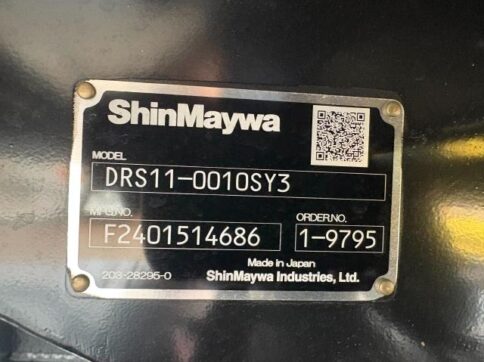 ShinMaywa
MODEL
DRS11-0010SY3
MFG.NO. ORDER.NO.
F2401514686 1-9795
Made in Japan
203-28295-0 ShinMaywa Industries, Ltd.